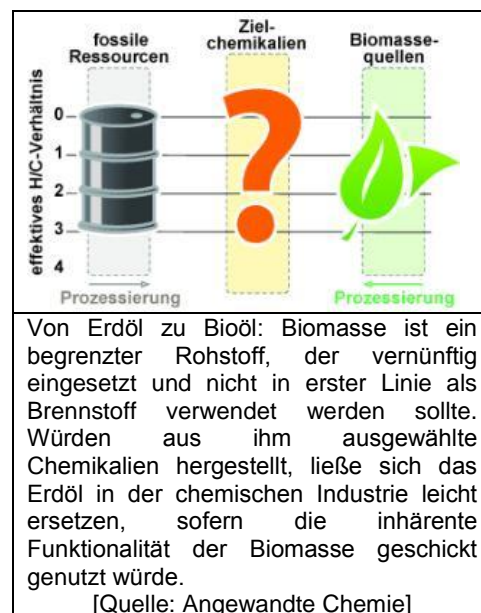 fossile
Ressourcen
Ziel-
chemikalien
Biomasse-
quellen
effektives H/C-Verhältnis
0
1
2
3
4
Prozessierung
Prozessierung
Von Erdöl zu Bioöl: Biomasse ist ein
begrenzter Rohstoff, der vernünftig
eingesetzt und nicht in erster Linie als
Brennstoff verwendet werden sollte.
Würden aus ihm ausgewählte
Chemikalien hergestellt, ließe sich das
Erdöl in der chemischen Industrie leicht
ersetzen, sofern die inhärente
Funktionalität der Biomasse geschickt
genutzt würde.
[Quelle: Angewandte Chemie]